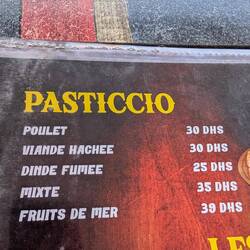 PASTICCIO
POULET 30 DHS
VIANDE HACHEE 30 DHS
DINDE FUMEE 25 DHS
MIXTE 35 DHS
FRUITS DE MER 39 DHS